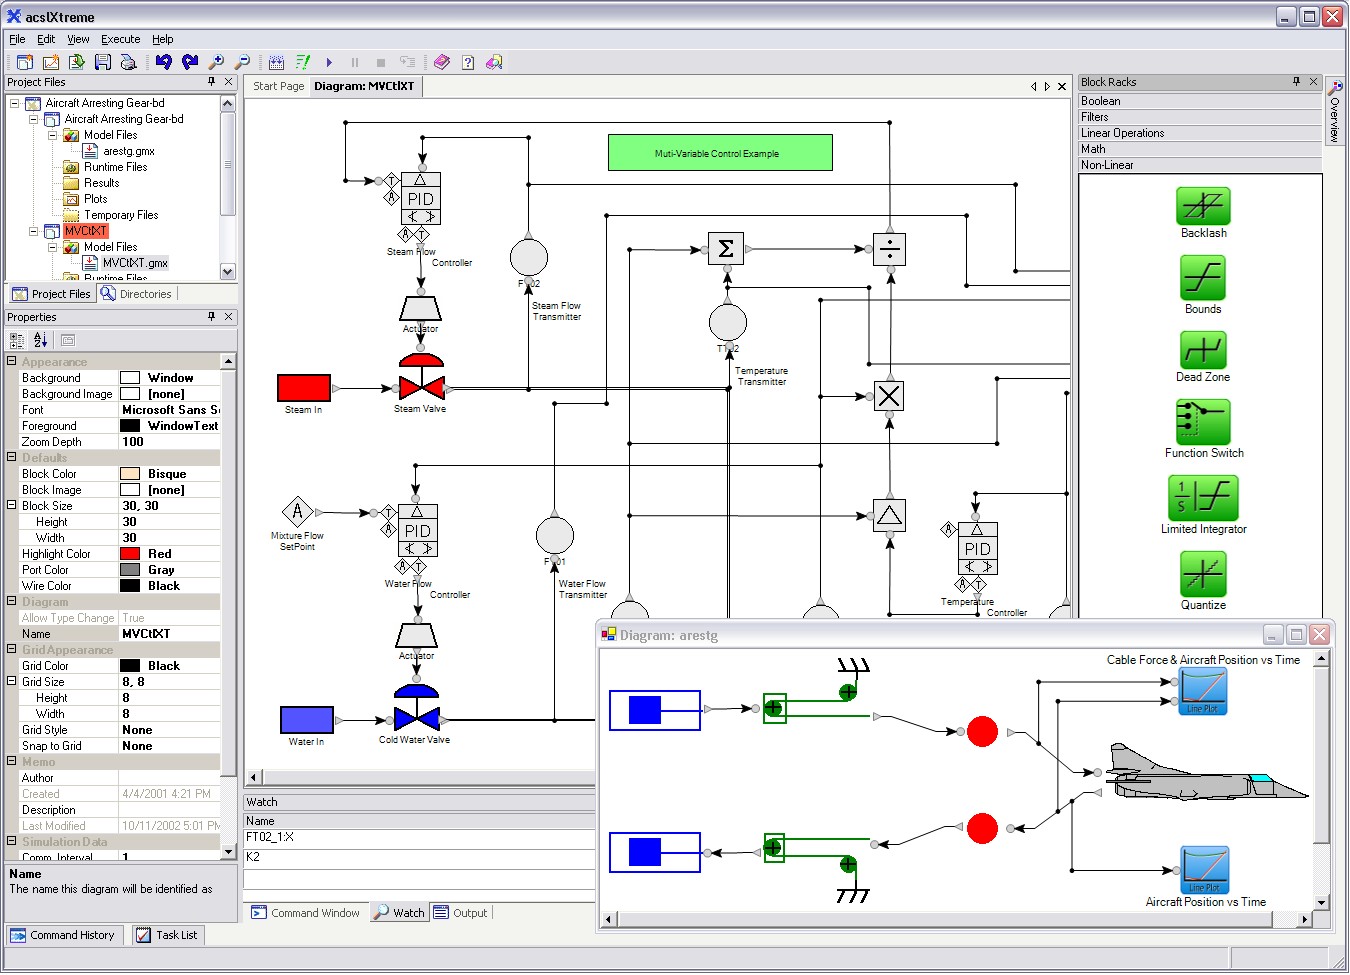 acslXtreme
File Edit View Execute Help
Project Files
Aircraft Arresting Gear-bd
Aircraft Arresting Gear-bd
Model Files
arestg.gmx
Runtime Files
Results
Plots
Temporary Files
MVCtlXT
Model Files
MVCtlXT.gmx
Runtime Files
Project Files Directories
Properties
Appearance
Background Window
Background Image [none]
Font Microsoft Sans S
Foreground WindowText
Zoom Depth 100
Defaults
Block Color Bisque
Block Image [none]
Block Size 30, 30
Height 30
Width 30
Highlight Color Red
Port Color Gray
Wire Color Black
Diagram
Allow Type Change True
Name MVCtlXT
Grid Appearance
Grid Color Black
Grid Size 8, 8
Height 8
Width 8
Grid Style None
Snap to Grid None
Memo
Author
Created 4/4/2001 4:21 PM
Description
Last Modified 10/11/2002 5:01 PM
Simulation Data
Comm. Interval 1
Name
The name this diagram will be identified as
Command History Task List
Start Page Diagram: MVCtlXT
Muti-Variable Control Example
T
A
PID
A T
Steam Flow
Controller
FT02
Steam Flow
Transmitter
Actuator
Steam In
Steam Valve
Σ
÷
TT02
Temperature
Transmitter
X
A
Mixture Flow
SetPoint
T
A
PID
A T
Water Flow
Controller
FT01
Water Flow
Transmitter
A
PID
A T
Temperature
Controller
Actuator
Water In
Cold Water Valve
Watch
Name
FT02_1:X
K2
Command Window Watch Output
Block Racks
Boolean
Filters
Linear Operations
Math
Non-Linear
Backlash
Bounds
Dead Zone
Function Switch
1
S
Limited Integrator
Quantize
Overview
Diagram: arestg
Cable Force & Aircraft Position vs Time
Line Plot
Line Plot
Aircraft Position vs Time